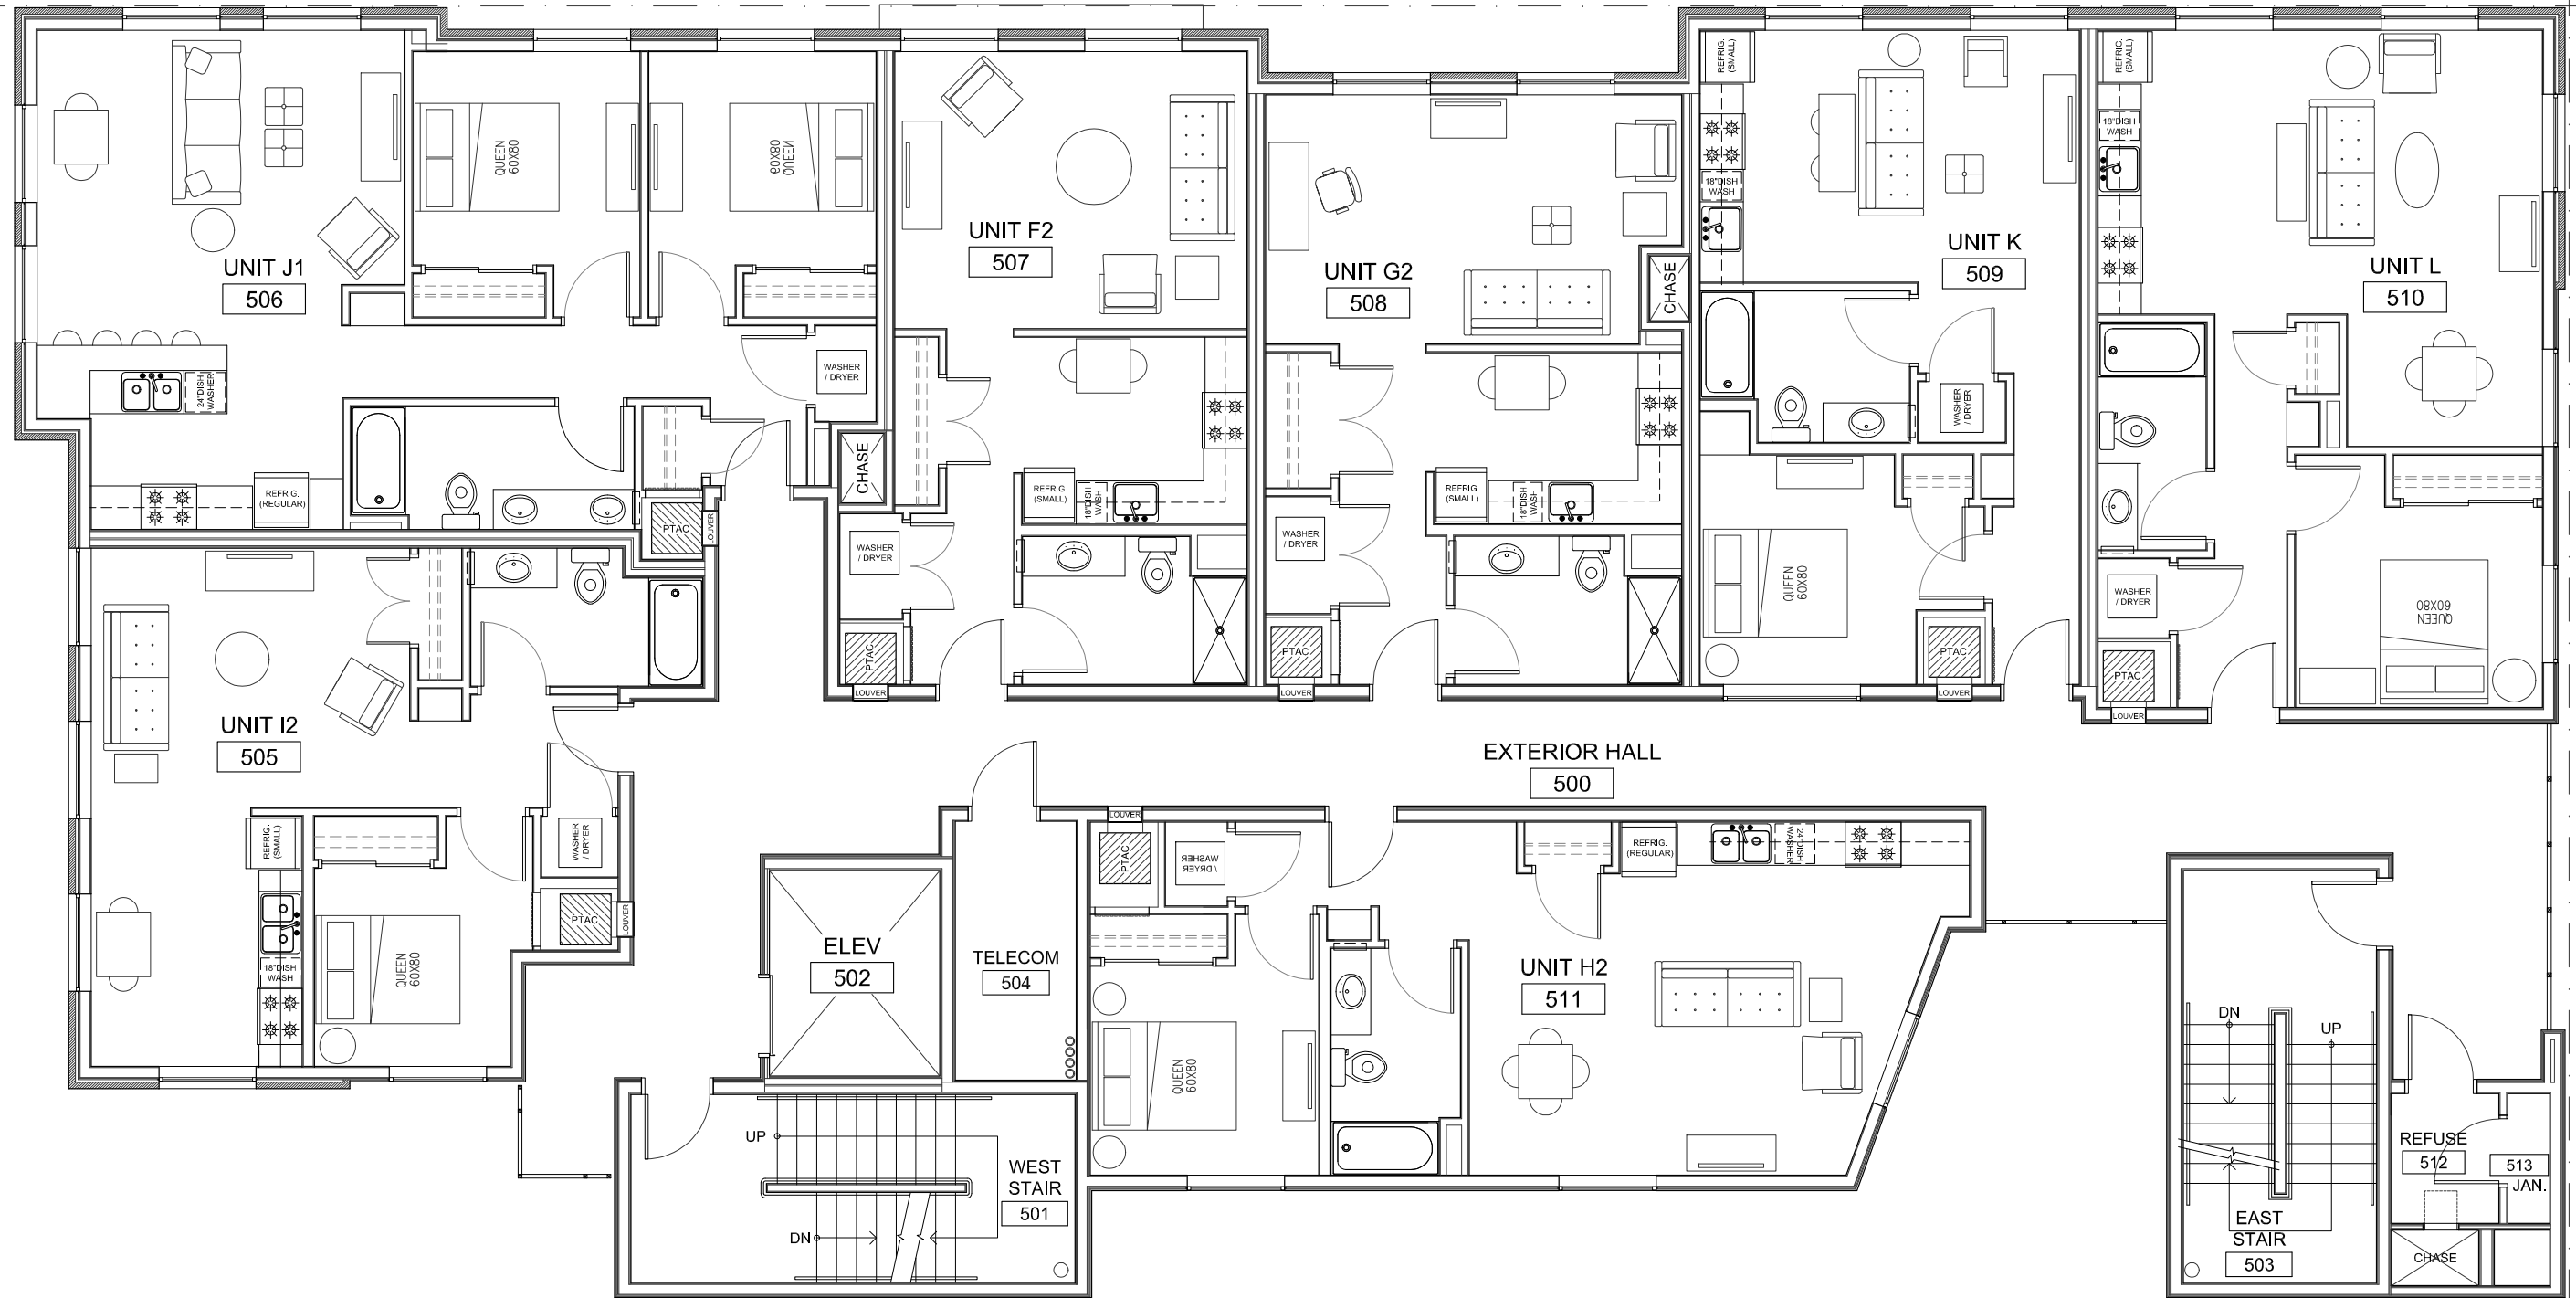 UNIT J1
506
QUEEN
60X80
QUEEN
60X80
24"DISH
WASHER
REFRIG.
(REGULAR)
WASHER
/ DRYER
PTAC
LOUVER
CHASE
UNIT F2
507
REFRIG.
(SMALL)
18"DISH
WASH
WASHER
/ DRYER
PTAC
LOUVER
UNIT G2
508
CHASE
REFRIG.
(SMALL)
18"DISH
WASH
WASHER
/ DRYER
PTAC
LOUVER
REFRIG.
(SMALL)
18"DISH
WASH
UNIT K
509
WASHER
/ DRYER
QUEEN
60X80
PTAC
LOUVER
REFRIG.
(SMALL)
18"DISH
WASH
UNIT L
510
WASHER
/ DRYER
QUEEN
60X80
PTAC
LOUVER
UNIT I2
505
REFRIG.
(SMALL)
18"DISH
WASH
WASHER
/ DRYER
QUEEN
60X80
PTAC
LOUVER
EXTERIOR HALL
500
ELEV
502
TELECOM
504
LOUVER
PTAC
WASHER
/ DRYER
QUEEN
60X80
REFRIG.
(REGULAR)
24"DISH
WASHER
UNIT H2
511
UP
DN
WEST
STAIR
501
DN
UP
EAST
STAIR
503
REFUSE
512
513
JAN.
CHASE